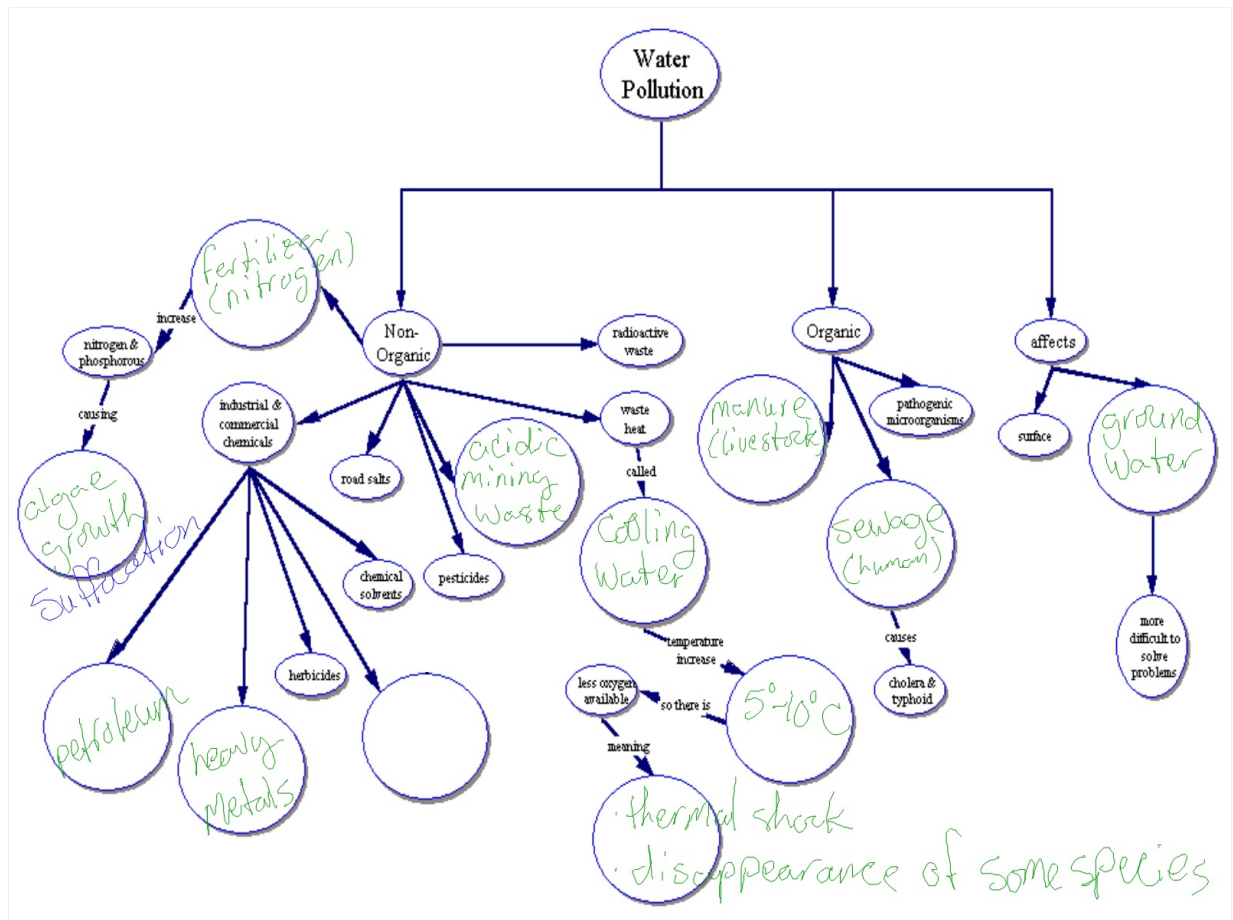 Water
Pollution
fertilizer
(nitrogen)
increase
nitrogen &
phosphorous
causing
algae
growth
Suffocation
Non-
Organic
radioactive
waste
industrial &
commercial
chemicals
road salts
acidic
mining
waste
pesticides
waste
heat
called
Cooling
Water
temperature
increase
5°-10°C
so there is
less oxygen
available
meaning
· thermal shock
· disappearance of some species
petroleum
heavy
Metals
herbicides
chemical
solvents
Organic
manure
(livestock)
pathogenic
microorganisms
sewage
(human)
causes
cholera &
typhoid
affects
surface
ground
Water
more
difficult to
solve
problems